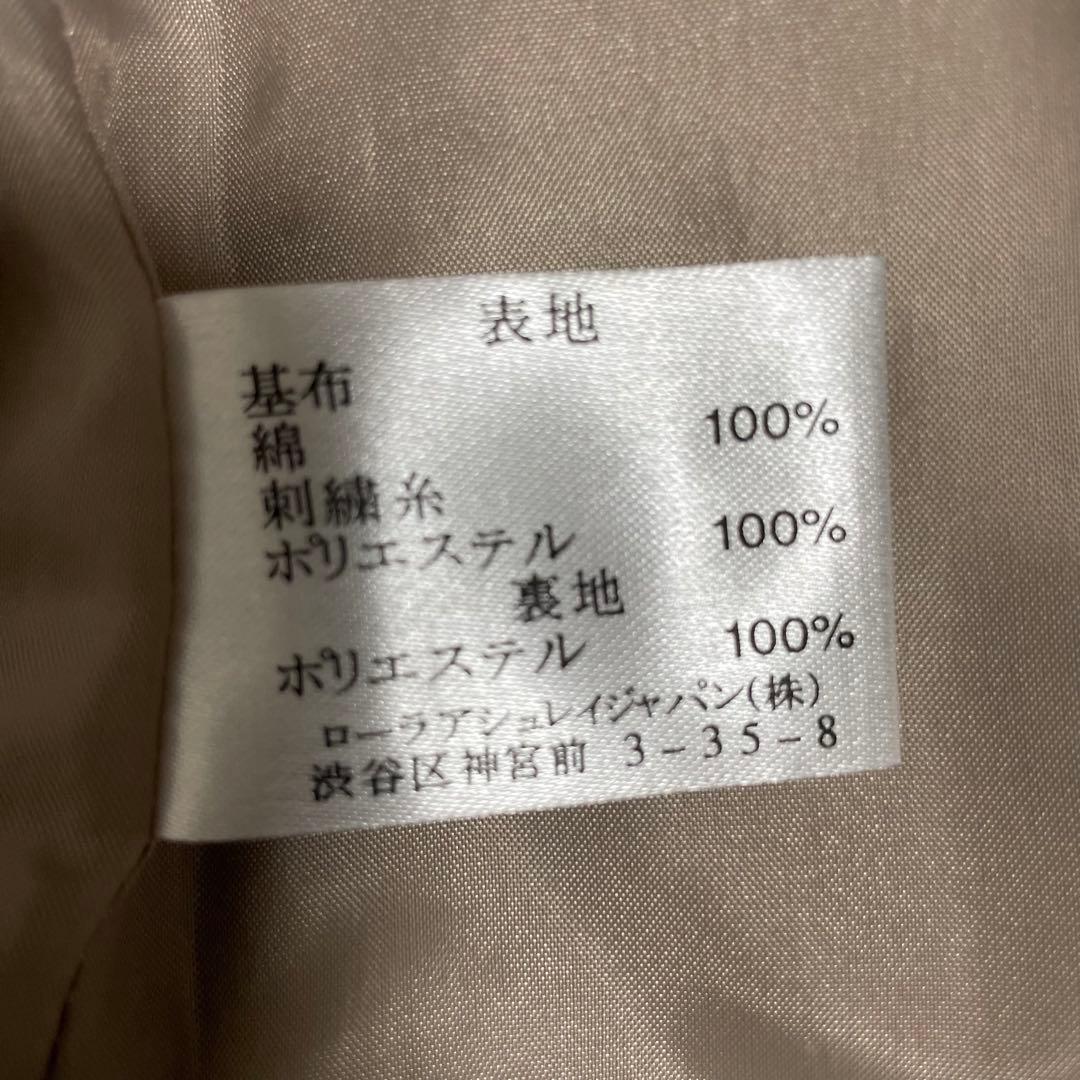 表地
基布
綿 100%
刺繍糸
ポリエステル 100%
裏地
ポリエステル 100%
ローラアシュレイジャパン(株)
渋谷区神宮前 3-35-8